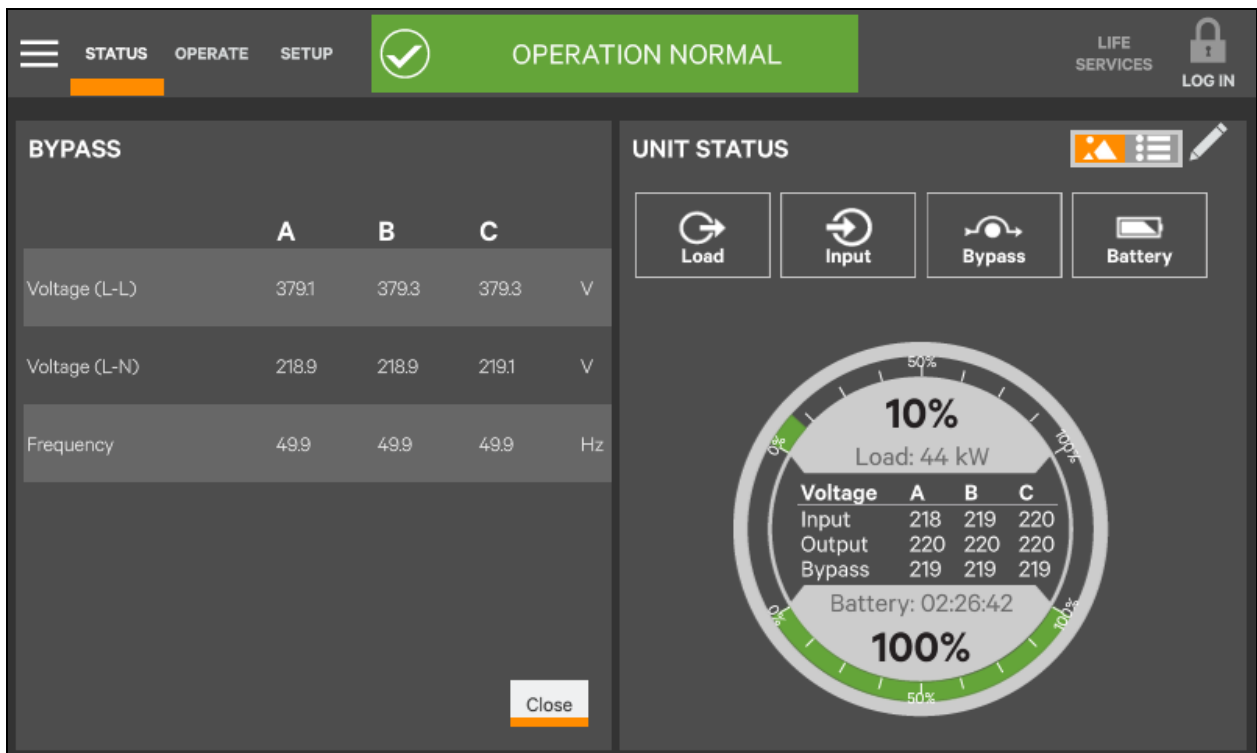 STATUS OPERATE SETUP OPERATION NORMAL LIFE
SERVICES
LOG IN
BYPASS
A B C
Voltage (L-L) 379.1 379.3 379.3 V
Voltage (L-N) 218.9 218.9 219.1 V
Frequency 49.9 49.9 49.9 Hz
Close
UNIT STATUS
Load Input Bypass Battery
50%
0% 100%
10%
Load: 44 kW
Voltage A B C
Input 218 219 220
Output 220 220 220
Bypass 219 219 219
Battery: 02:26:42
0% 100%
100%
50%